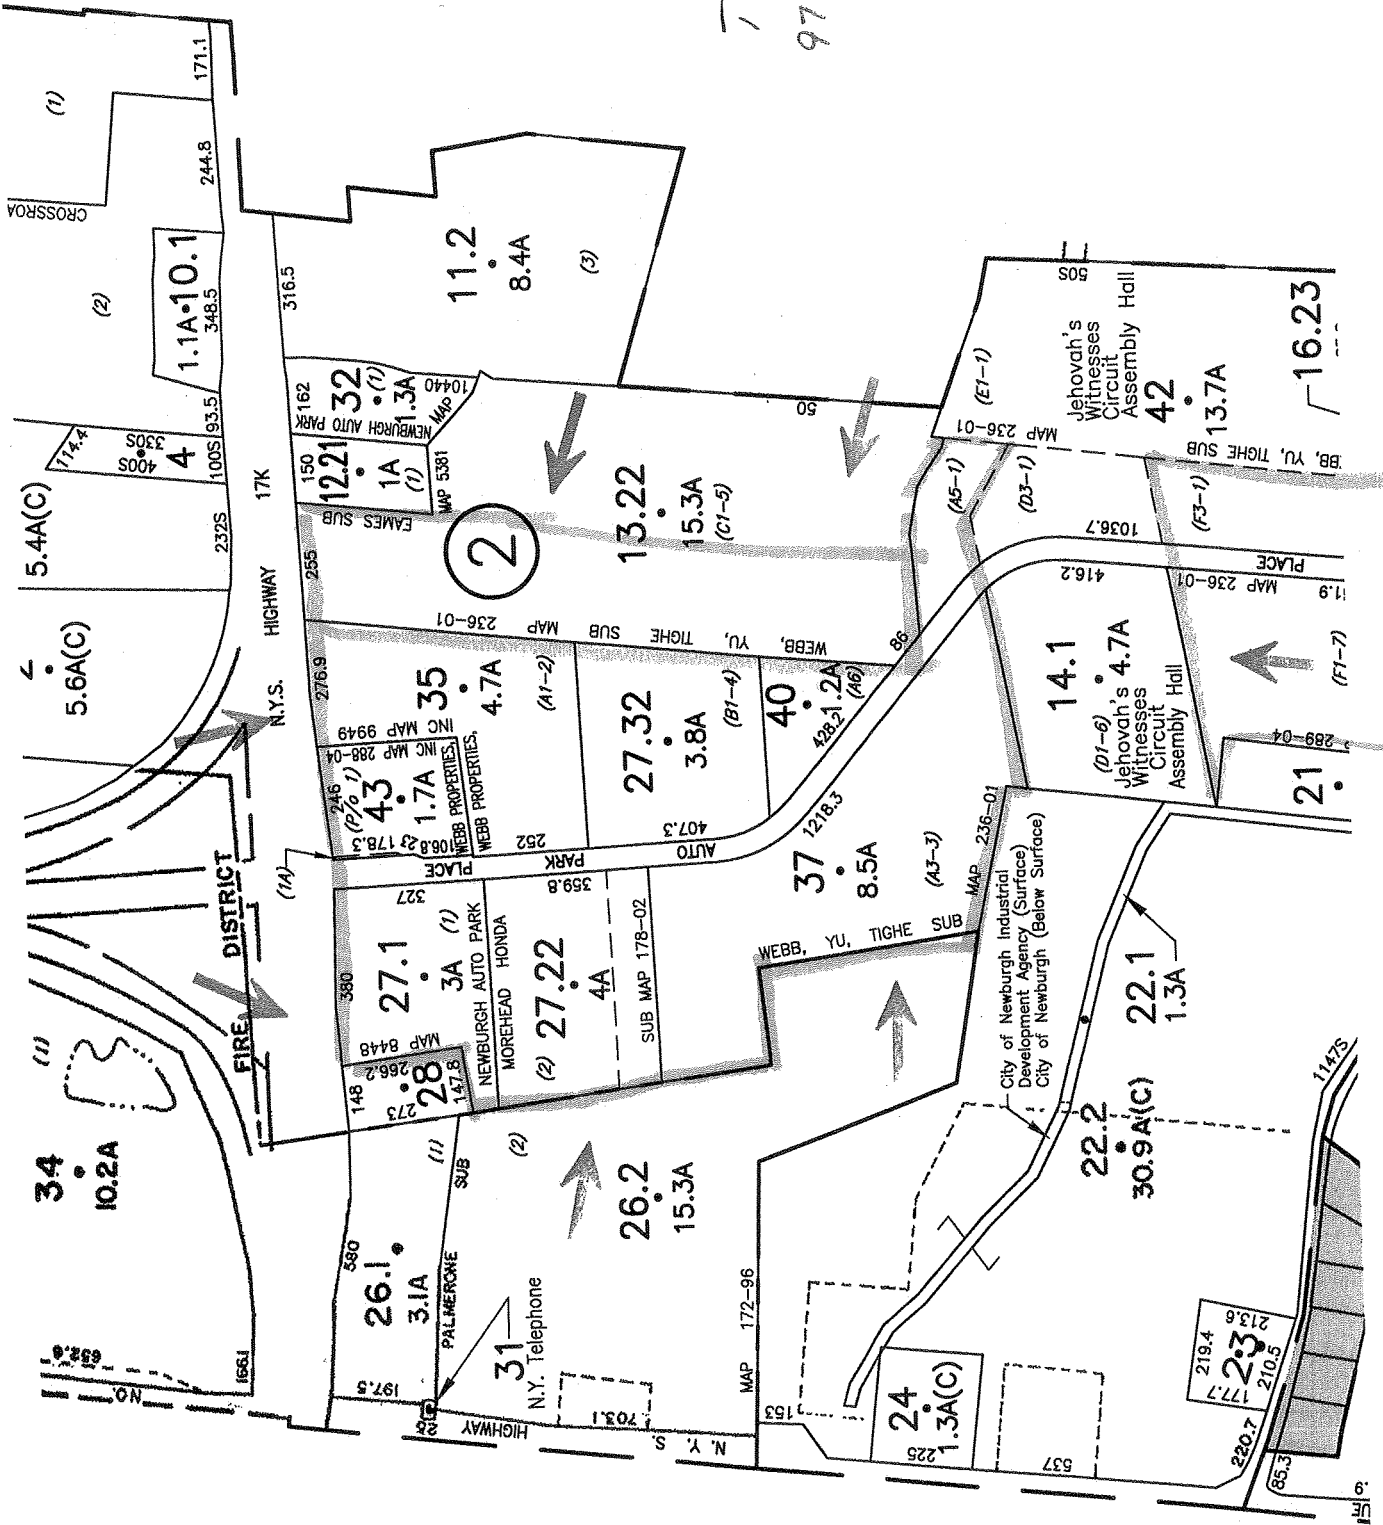 97
(1)
171.1
244.8
CROSSROA
(2)
1.1A 10.1
348.5
93.5
316.5
11.2
8.4A
(3)
114.4
400S
330S
4
100S
5.4A(C)
232S
5.6A(C)
N.Y.S. HIGHWAY 17K
162
32
(1)
1.3A
NEWBURGH AUTO PARK
MAP 10440
150
12.21
1A
(1)
EAMES SUB
MAP 5381
255
2
13.22
15.3A
(C1-5)
50
WEBB, YU, TIGHE SUB MAP 236-01
86
276.9
35
4.7A
(A1-2)
INC MAP 9949
INC MAP 288-04
WEBB PROPERTIES,
WEBB PROPERTIES,
246
(P/O 1)
43
1.7A
178.3
23
106.8
27.32
3.8A
(B1-4)
40
1.2A
(A6)
428.2
252
407.3
1218.3
AUTO PARK PLACE
(1A)
FIRE DISTRICT
34
10.2A
(1)
380
327
27.1
3A
(1)
MAP 8448
NEWBURGH AUTO PARK
MOREHEAD HONDA
359.8
27.22
4A
(2)
SUB MAP 178-02
148
266.2
28
273
147.8
37
8.5A
(A3-3)
WEBB, YU, TIGHE SUB MAP 236-01
(E1-1)
50S
Jehovah's
Witnesses
Circuit
Assembly Hall
42
13.7A
16.23
MAP 236-01
BB, YU, TIGHE SUB
(A5-1)
(D3-1)
(F3-1)
1036.7
416.2
PLACE
MAP 236-01
11.9
14.1
4.7A
(D1-6)
Jehovah's
Witnesses
Circuit
Assembly Hall
(F1-7)
289-04
21
City of Newburgh Industrial
Development Agency (Surface)
City of Newburgh (Below Surface)
22.1
1.3A
22.2
30.9A(C)
1147S
26.1
3.1A
580
(1)
PALMERONE SUB
(2)
26.2
15.3A
31
N.Y. Telephone
197.5
25
703.1
N.Y.S. HIGHWAY
652.6
166.1
NO.
MAP 172-96
153
24
1.3A(C)
225
537
219.4
213.6
2.3
177.7
210.5
220.7
85.3
UE